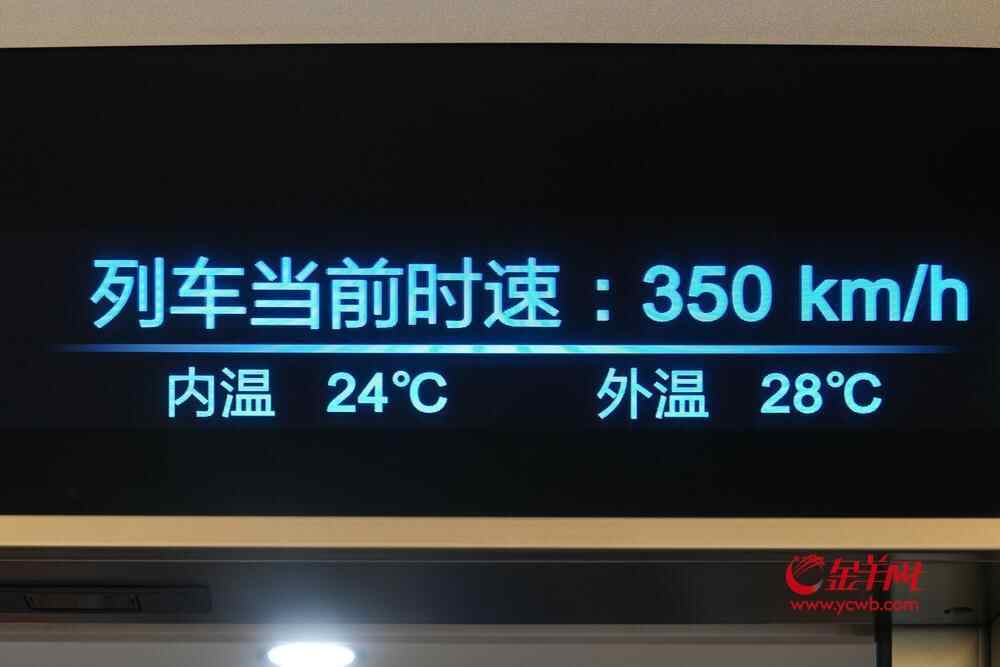 列车当前时速：350 km/h
内温 24℃ 外温 28℃
金羊网
www.ycwb.com